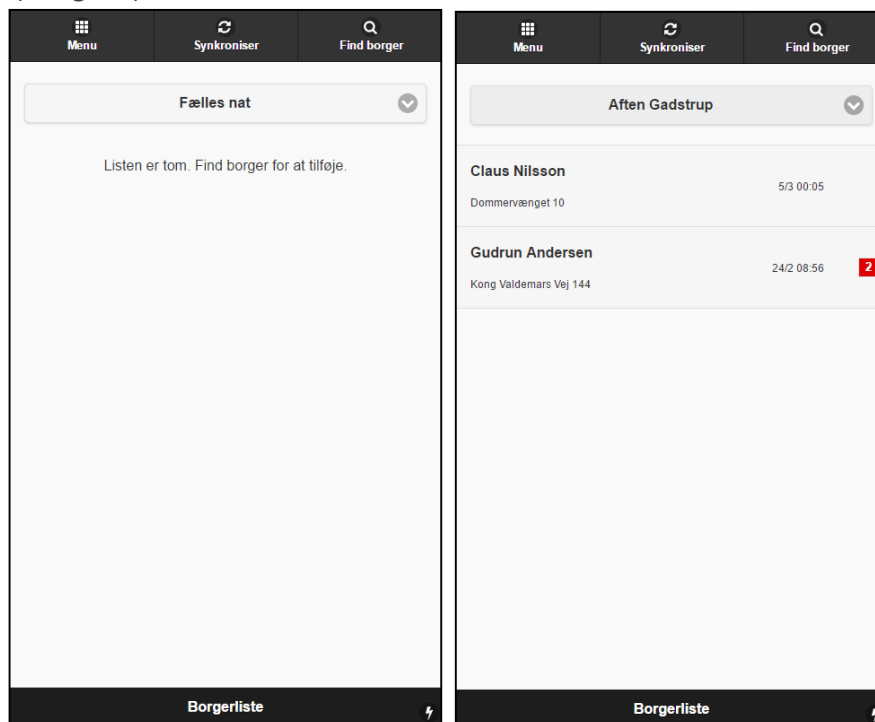 Menu Synkroniser Find borger
Fælles nat
Listen er tom. Find borger for at tilføje.
Borgerliste
Menu Synkroniser Find borger
Aften Gadstrup
Claus Nilsson
5/3 00:05
Dommervænget 10
Gudrun Andersen
24/2 08:56 2
Kong Valdemars Vej 144
Borgerliste